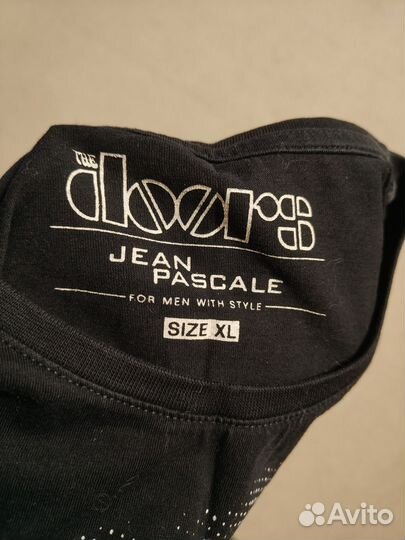 THE
doors
JEAN
PASCALE
FOR MEN WITH STYLE
SIZE XL
Avito